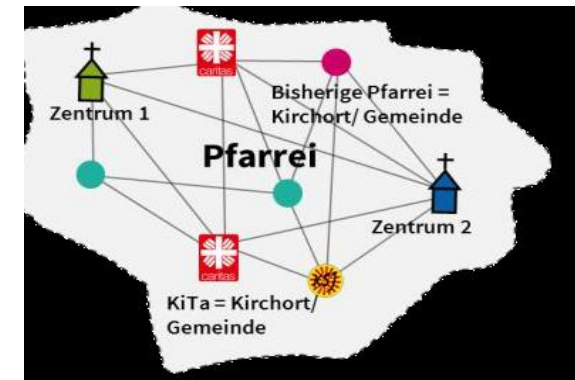 caritas
Bisherige Pfarrei =
Kirchort/ Gemeinde
Zentrum 1
Pfarrei
Zentrum 2
caritas
KiTa = Kirchort/
Gemeinde